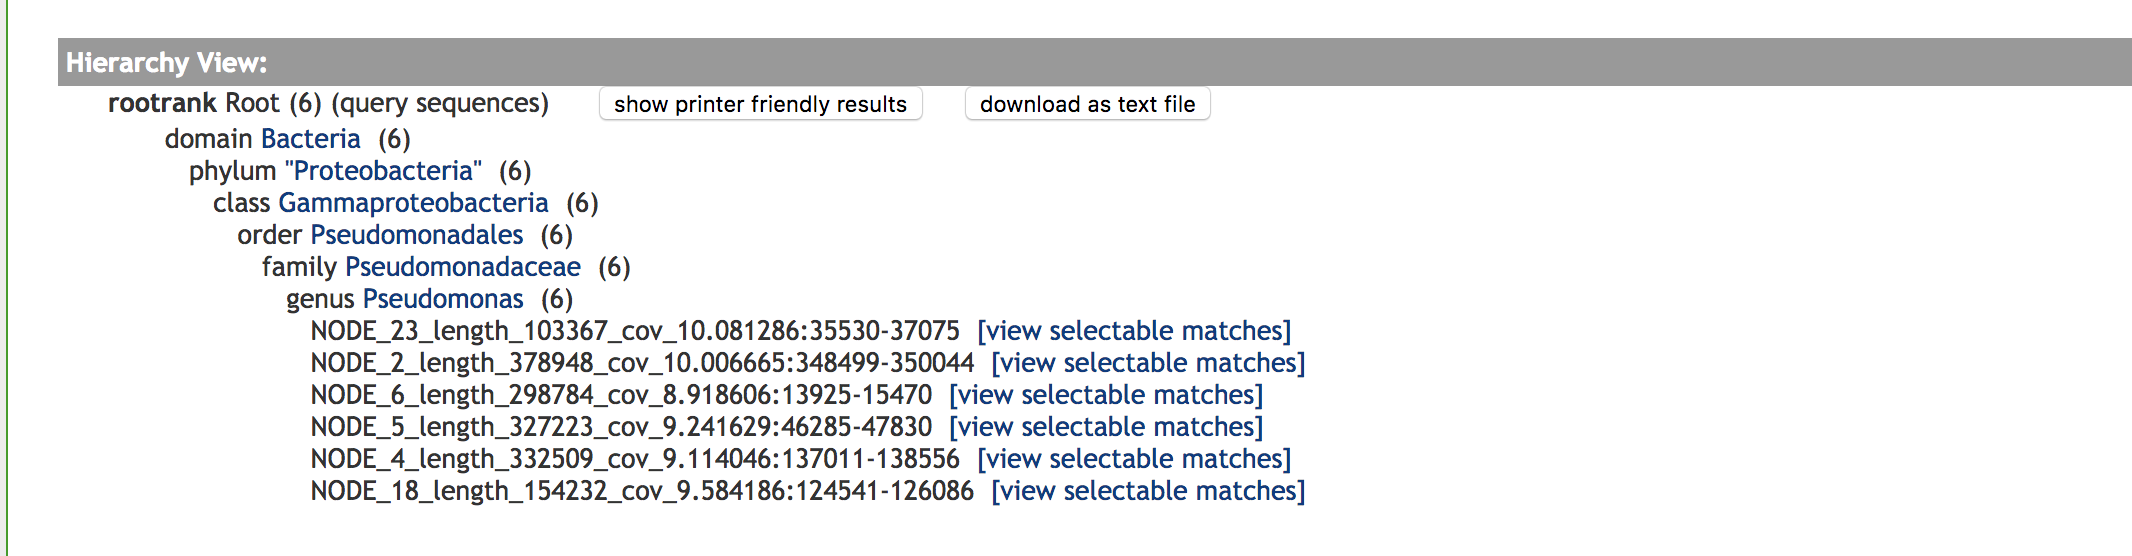 Hierarchy View:
rootrank Root (6) (query sequences) show printer friendly results download as text file
domain Bacteria (6)
phylum "Proteobacteria" (6)
class Gammaproteobacteria (6)
order Pseudomonadales (6)
family Pseudomonadaceae (6)
genus Pseudomonas (6)
NODE_23_length_103367_cov_10.081286:35530-37075 [view selectable matches]
NODE_2_length_378948_cov_10.006665:348499-350044 [view selectable matches]
NODE_6_length_298784_cov_8.918606:13925-15470 [view selectable matches]
NODE_5_length_327223_cov_9.241629:46285-47830 [view selectable matches]
NODE_4_length_332509_cov_9.114046:137011-138556 [view selectable matches]
NODE_18_length_154232_cov_9.584186:124541-126086 [view selectable matches]